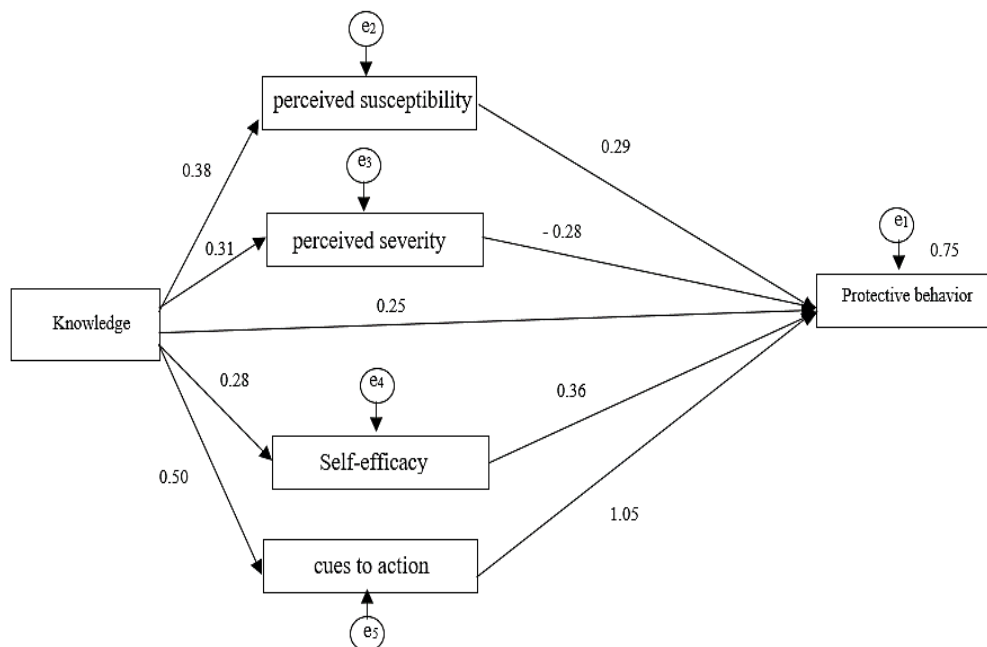 e2
perceived susceptibility
0.38
0.29
e3
perceived severity
0.31
- 0.28
e1
0.75
Protective behavior
Knowledge
0.25
0.28
e4
0.36
Self-efficacy
0.50
1.05
cues to action
e5